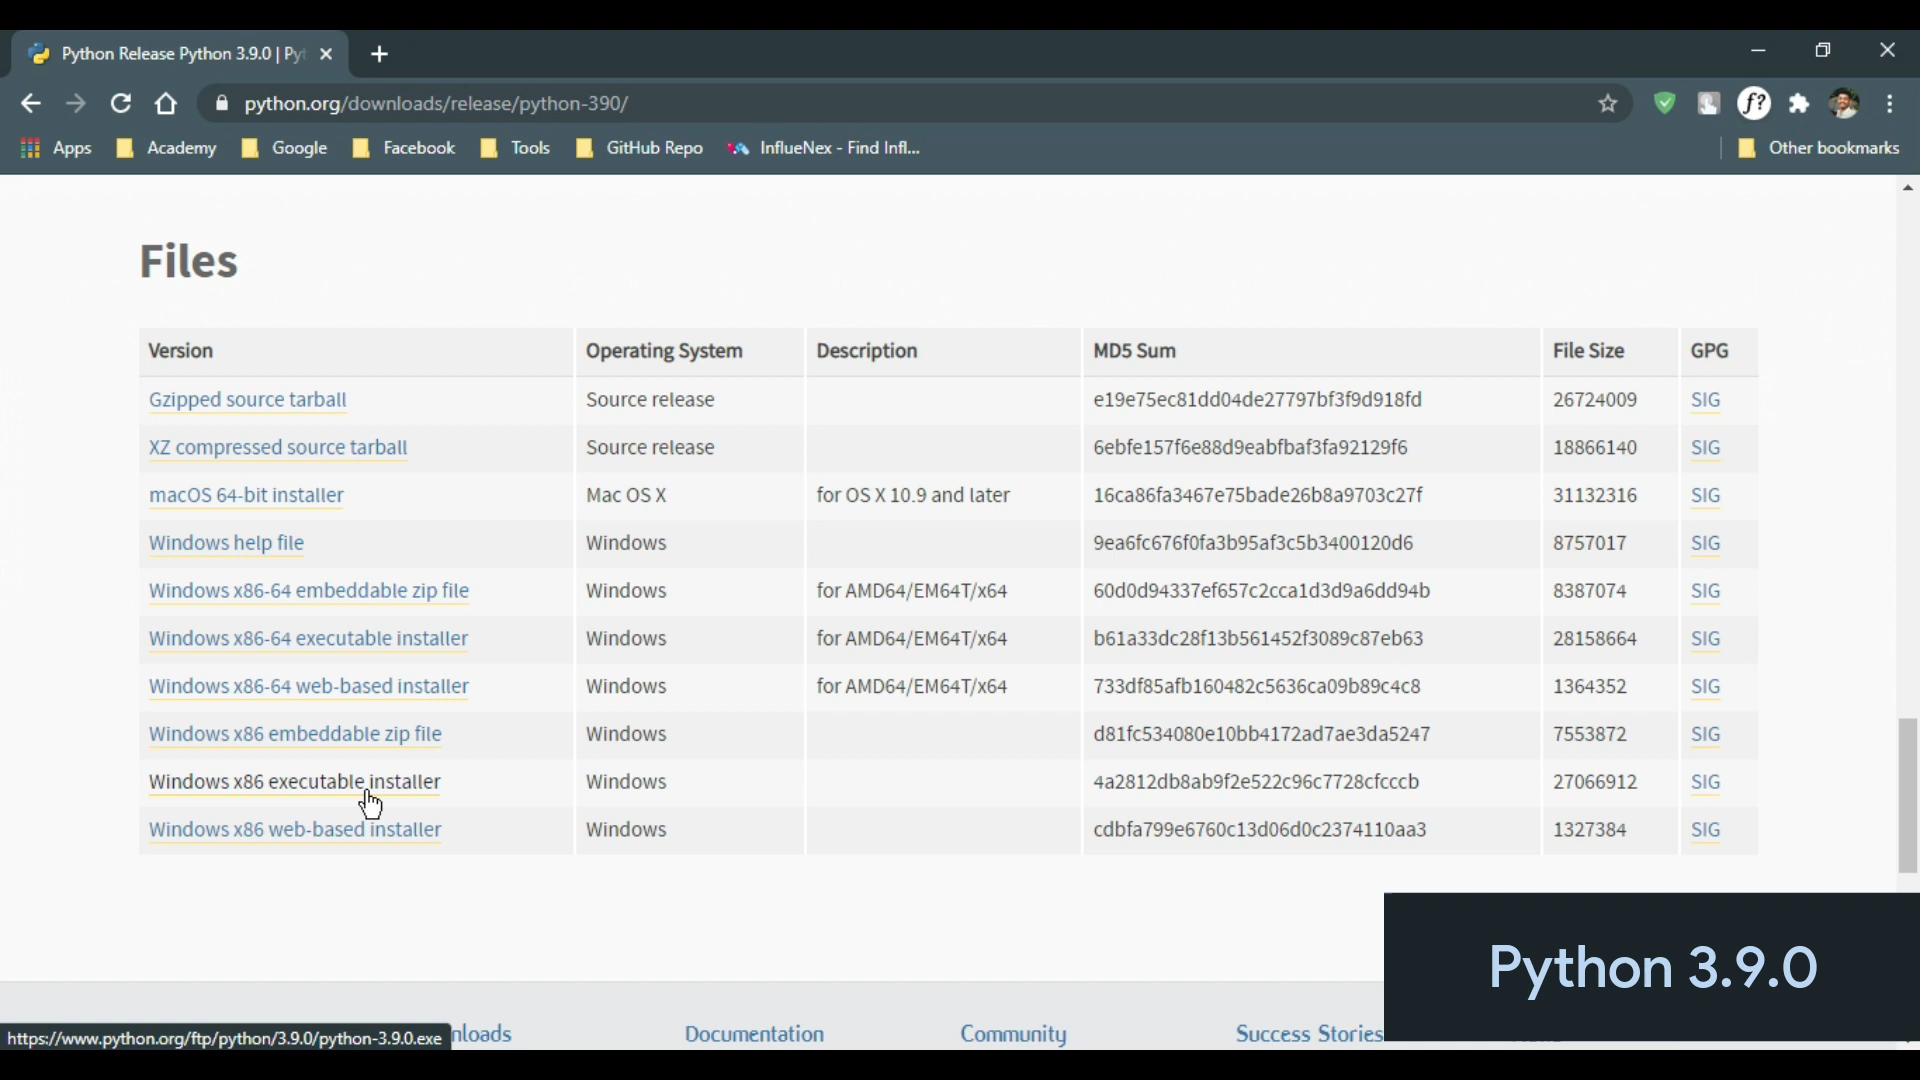 Python Release Python 3.9.0 | Pyt
python.org/downloads/release/python-390/
f?
Apps Academy Google Facebook Tools GitHub Repo InflueNex - Find Infl... Other bookmarks
Files
Version Operating System Description MD5 Sum File Size GPG
Gzipped source tarball Source release e19e75ec81dd04de27797bf3f9d918fd 26724009 SIG
XZ compressed source tarball Source release 6ebfe157f6e88d9eabfbaf3fa92129f6 18866140 SIG
macOS 64-bit installer Mac OS X for OS X 10.9 and later 16ca86fa3467e75bade26b8a9703c27f 31132316 SIG
Windows help file Windows 9ea6fc676f0fa3b95af3c5b3400120d6 8757017 SIG
Windows x86-64 embeddable zip file Windows for AMD64/EM64T/x64 60d0d94337ef657c2cca1d3d9a6dd94b 8387074 SIG
Windows x86-64 executable installer Windows for AMD64/EM64T/x64 b61a33dc28f13b561452f3089c87eb63 28158664 SIG
Windows x86-64 web-based installer Windows for AMD64/EM64T/x64 733df85afb160482c5636ca09b89c4c8 1364352 SIG
Windows x86 embeddable zip file Windows d81fc534080e10bb4172ad7ae3da5247 7553872 SIG
Windows x86 executable installer Windows 4a2812db8ab9f2e522c96c7728cfcccb 27066912 SIG
Windows x86 web-based installer Windows cdbfa799e6760c13d06d0c2374110aa3 1327384 SIG
Python 3.9.0
https://www.python.org/ftp/python/3.9.0/python-3.9.0.exe nloads Documentation Community Success Stories